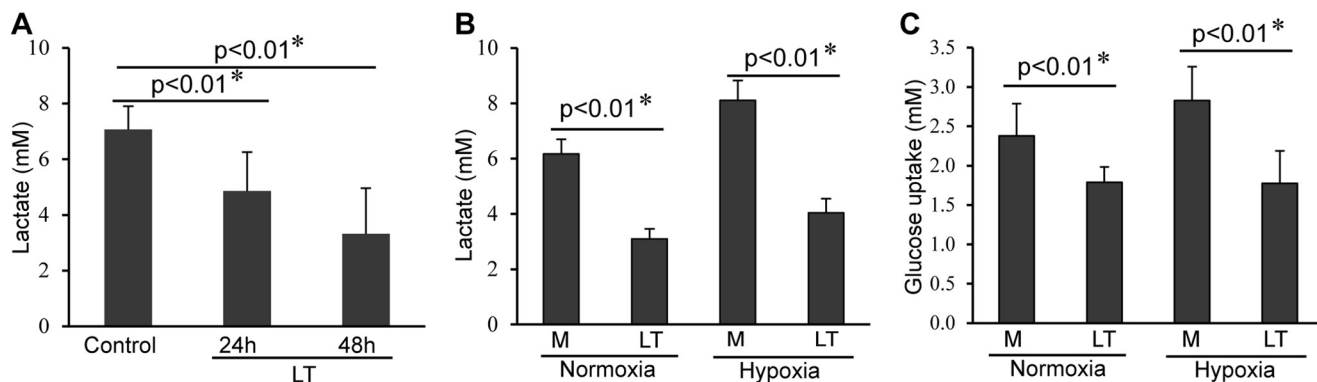 A
Lactate (mM)
10
8
6
4
2
0
p<0.01*
p<0.01*
Control
24h
48h
LT
B
Lactate (mM)
10
8
6
4
2
0
p<0.01*
p<0.01*
M
LT
M
LT
Normoxia
Hypoxia
C
Glucose uptake (mM)
3.5
3.0
2.5
2.0
1.5
1.0
0.5
0.0
p<0.01*
p<0.01*
M
LT
M
LT
Normoxia
Hypoxia